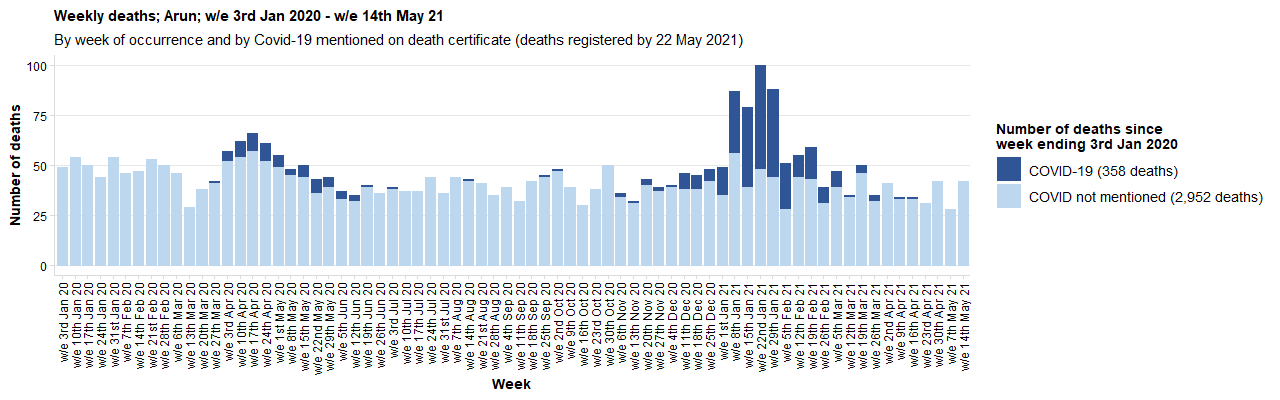 Weekly deaths; Arun; w/e 3rd Jan 2020 - w/e 14th May 21
By week of occurrence and by Covid-19 mentioned on death certificate (deaths registered by 22 May 2021)
Number of deaths
100
75
50
25
0
w/e 3rd Jan 20
w/e 10th Jan 20
w/e 17th Jan 20
w/e 24th Jan 20
w/e 31st Jan 20
w/e 7th Feb 20
w/e 14th Feb 20
w/e 21st Feb 20
w/e 28th Feb 20
w/e 6th Mar 20
w/e 13th Mar 20
w/e 20th Mar 20
w/e 27th Mar 20
w/e 3rd Apr 20
w/e 10th Apr 20
w/e 17th Apr 20
w/e 24th Apr 20
w/e 1st May 20
w/e 8th May 20
w/e 15th May 20
w/e 22nd May 20
w/e 29th May 20
w/e 5th Jun 20
w/e 12th Jun 20
w/e 19th Jun 20
w/e 26th Jun 20
w/e 3rd Jul 20
w/e 10th Jul 20
w/e 17th Jul 20
w/e 24th Jul 20
w/e 31st Jul 20
w/e 7th Aug 20
w/e 14th Aug 20
w/e 21st Aug 20
w/e 28th Aug 20
w/e 4th Sep 20
w/e 11th Sep 20
w/e 18th Sep 20
w/e 25th Sep 20
w/e 2nd Oct 20
w/e 9th Oct 20
w/e 16th Oct 20
w/e 23rd Oct 20
w/e 30th Oct 20
w/e 6th Nov 20
w/e 13th Nov 20
w/e 20th Nov 20
w/e 27th Nov 20
w/e 4th Dec 20
w/e 11th Dec 20
w/e 18th Dec 20
w/e 25th Dec 20
w/e 1st Jan 21
w/e 8th Jan 21
w/e 15th Jan 21
w/e 22nd Jan 21
w/e 29th Jan 21
w/e 5th Feb 21
w/e 12th Feb 21
w/e 19th Feb 21
w/e 26th Feb 21
w/e 5th Mar 21
w/e 12th Mar 21
w/e 19th Mar 21
w/e 26th Mar 21
w/e 2nd Apr 21
w/e 9th Apr 21
w/e 16th Apr 21
w/e 23rd Apr 21
w/e 30th Apr 21
w/e 7th May 21
w/e 14th May 21
Week
Number of deaths since
week ending 3rd Jan 2020
COVID-19 (358 deaths)
COVID not mentioned (2,952 deaths)